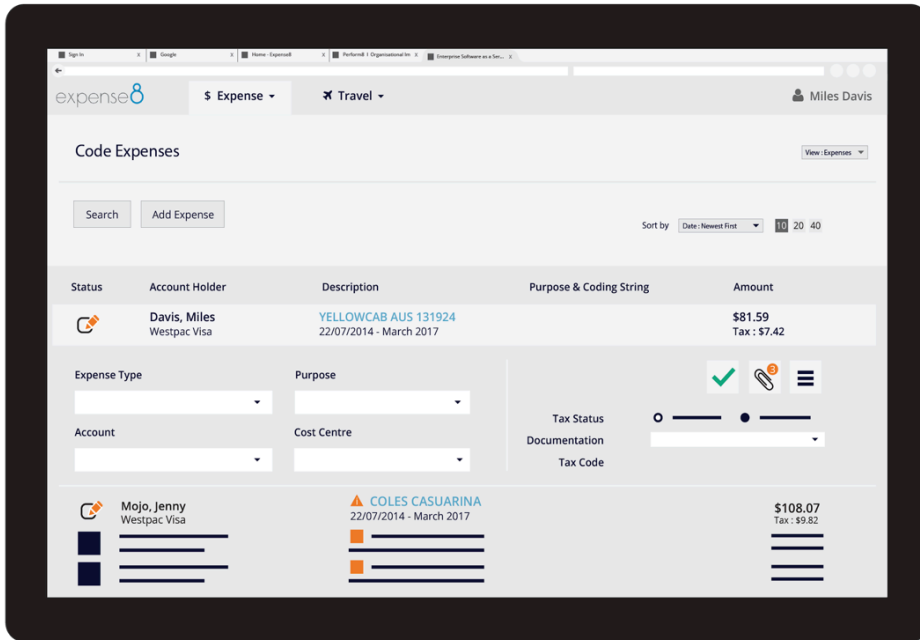 Sign In x Google x Home - Expense8 x Perform8 I Organisational Im x Enterprise Software as a Ser... x
expense8 $ Expense Travel Miles Davis
Code Expenses View : Expenses
Search Add Expense
Sort by Date : Newest First 10 20 40
Status Account Holder Description Purpose & Coding String Amount
Davis, Miles YELLOWCAB AUS 131924 $81.59
Westpac Visa 22/07/2014 - March 2017 Tax : $7.42
Expense Type Purpose 3
Tax Status
Account Cost Centre Documentation
Tax Code
Mojo, Jenny COLES CASUARINA $108.07
Westpac Visa 22/07/2014 - March 2017 Tax : $9.82